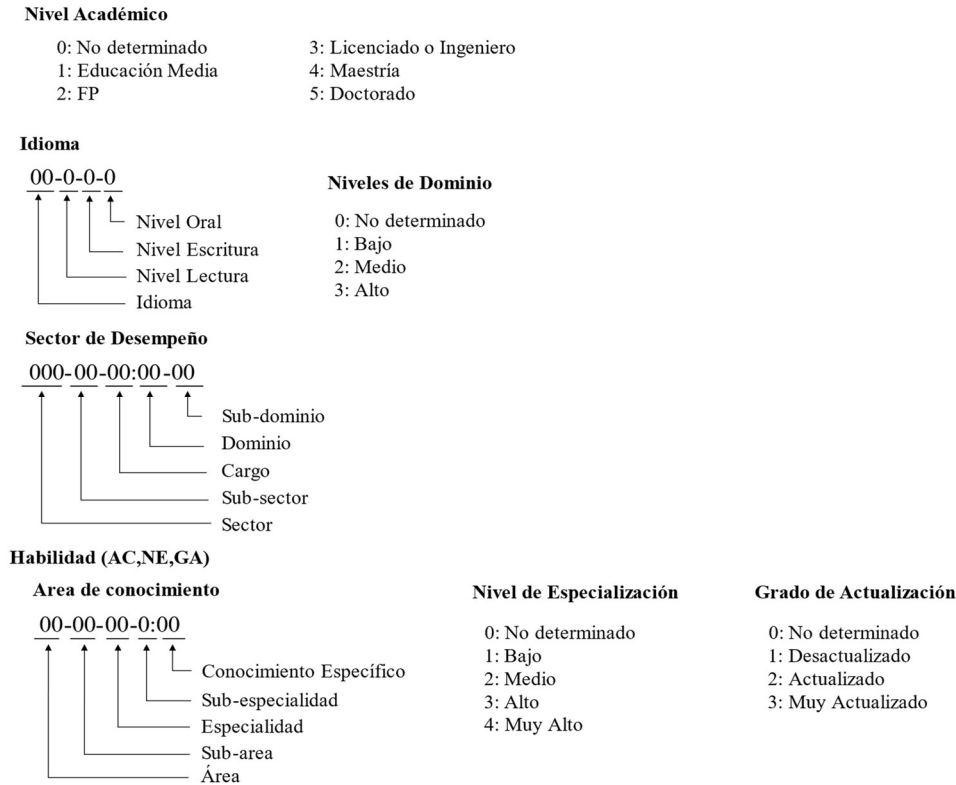 Nivel Académico
0: No determinado
1: Educación Media
2: FP
3: Licenciado o Ingeniero
4: Maestría
5: Doctorado
Idioma
00-0-0-0
Nivel Oral
Nivel Escritura
Nivel Lectura
Idioma
Niveles de Dominio
0: No determinado
1: Bajo
2: Medio
3: Alto
Sector de Desempeño
000-00-00:00-00
Sub-dominio
Dominio
Cargo
Sub-sector
Sector
Habilidad (AC,NE,GA)
Area de conocimiento
00-00-00-0:00
Conocimiento Específico
Sub-especialidad
Especialidad
Sub-area
Área
Nivel de Especialización
0: No determinado
1: Bajo
2: Medio
3: Alto
4: Muy Alto
Grado de Actualización
0: No determinado
1: Desactualizado
2: Actualizado
3: Muy Actualizado